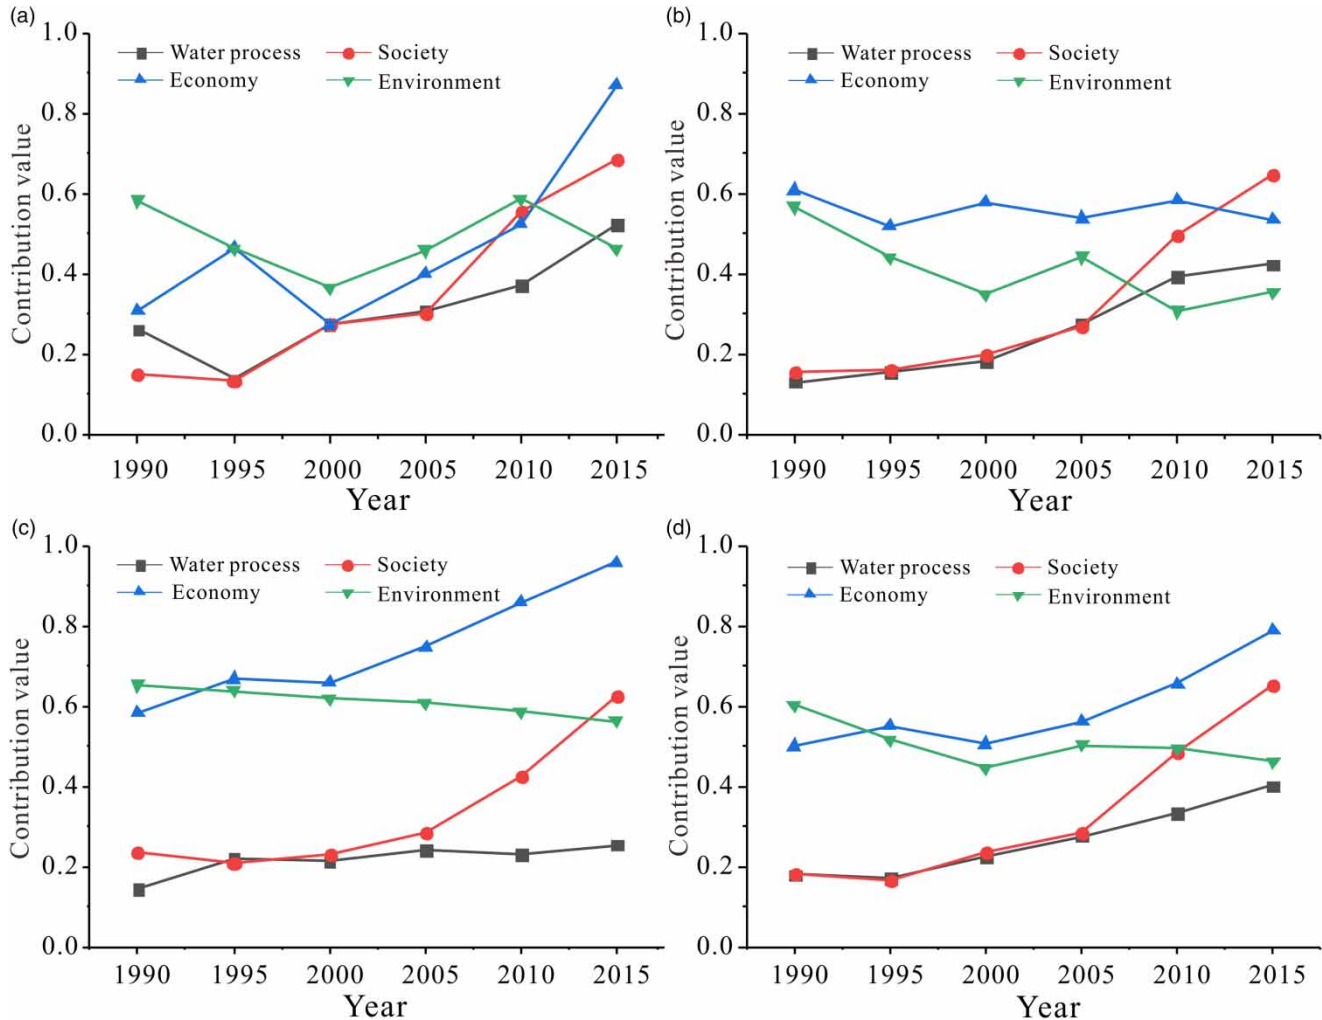 (a)
1.0
0.8
0.6
0.4
0.2
0.0
Contribution value
Water process
Society
Economy
Environment
1990 1995 2000 2005 2010 2015
Year
(b)
1.0
0.8
0.6
0.4
0.2
0.0
Contribution value
Water process
Society
Economy
Environment
1990 1995 2000 2005 2010 2015
Year
(c)
1.0
0.8
0.6
0.4
0.2
0.0
Contribution value
Water process
Society
Economy
Environment
1990 1995 2000 2005 2010 2015
Year
(d)
1.0
0.8
0.6
0.4
0.2
0.0
Contribution value
Water process
Society
Economy
Environment
1990 1995 2000 2005 2010 2015
Year